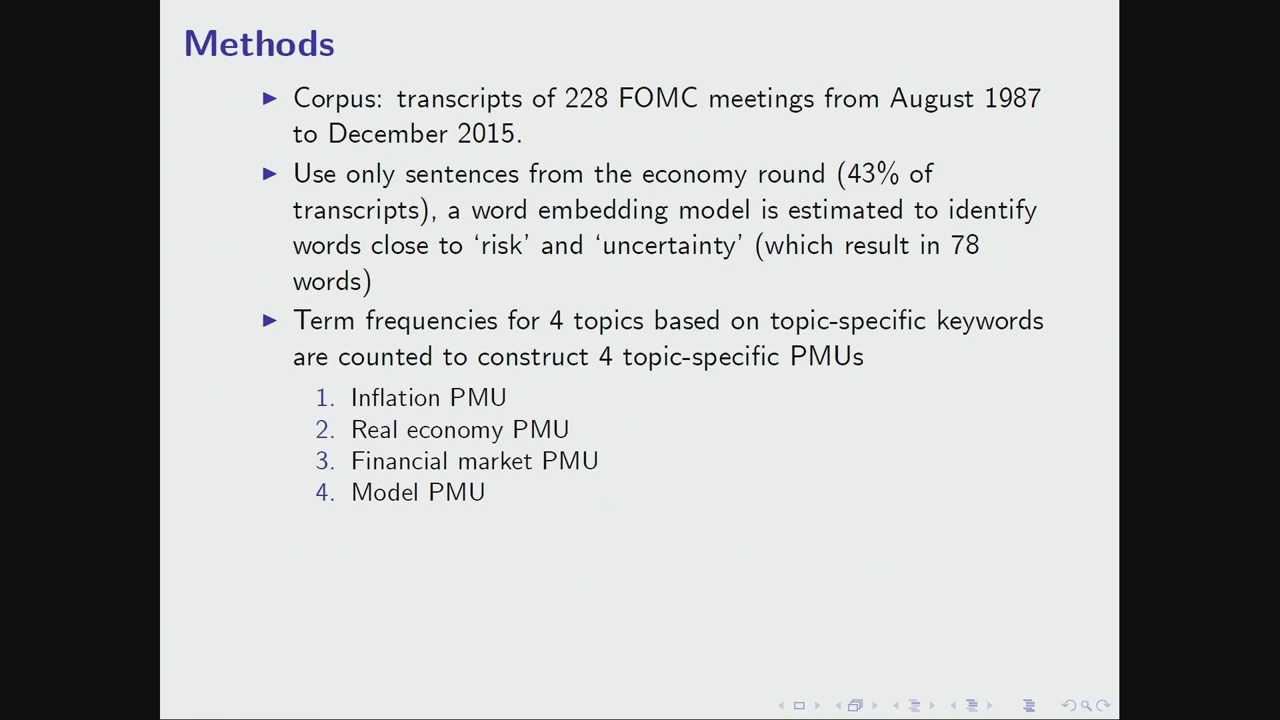 Methods
▶ Corpus: transcripts of 228 FOMC meetings from August 1987
to December 2015.
▶ Use only sentences from the economy round (43% of
transcripts), a word embedding model is estimated to identify
words close to ‘risk’ and ‘uncertainty’ (which result in 78
words)
▶ Term frequencies for 4 topics based on topic-specific keywords
are counted to construct 4 topic-specific PMUs
1. Inflation PMU
2. Real economy PMU
3. Financial market PMU
4. Model PMU